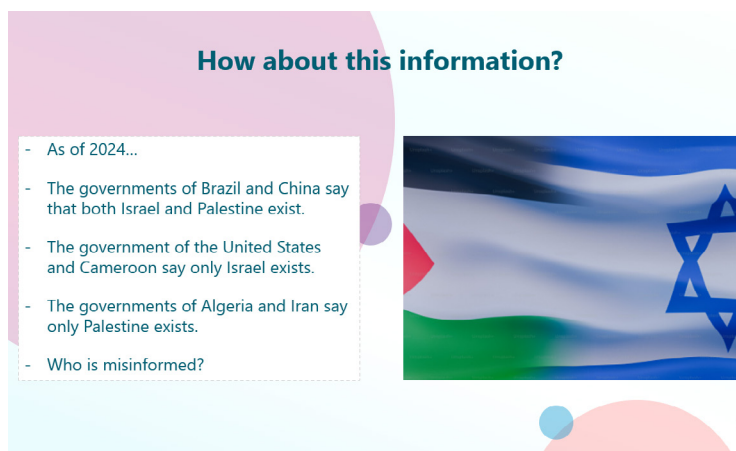 How about this information?
- As of 2024...
- The governments of Brazil and China say
that both Israel and Palestine exist.
- The government of the United States
and Cameroon say only Israel exists.
- The governments of Algeria and Iran say
only Palestine exists.
- Who is misinformed?